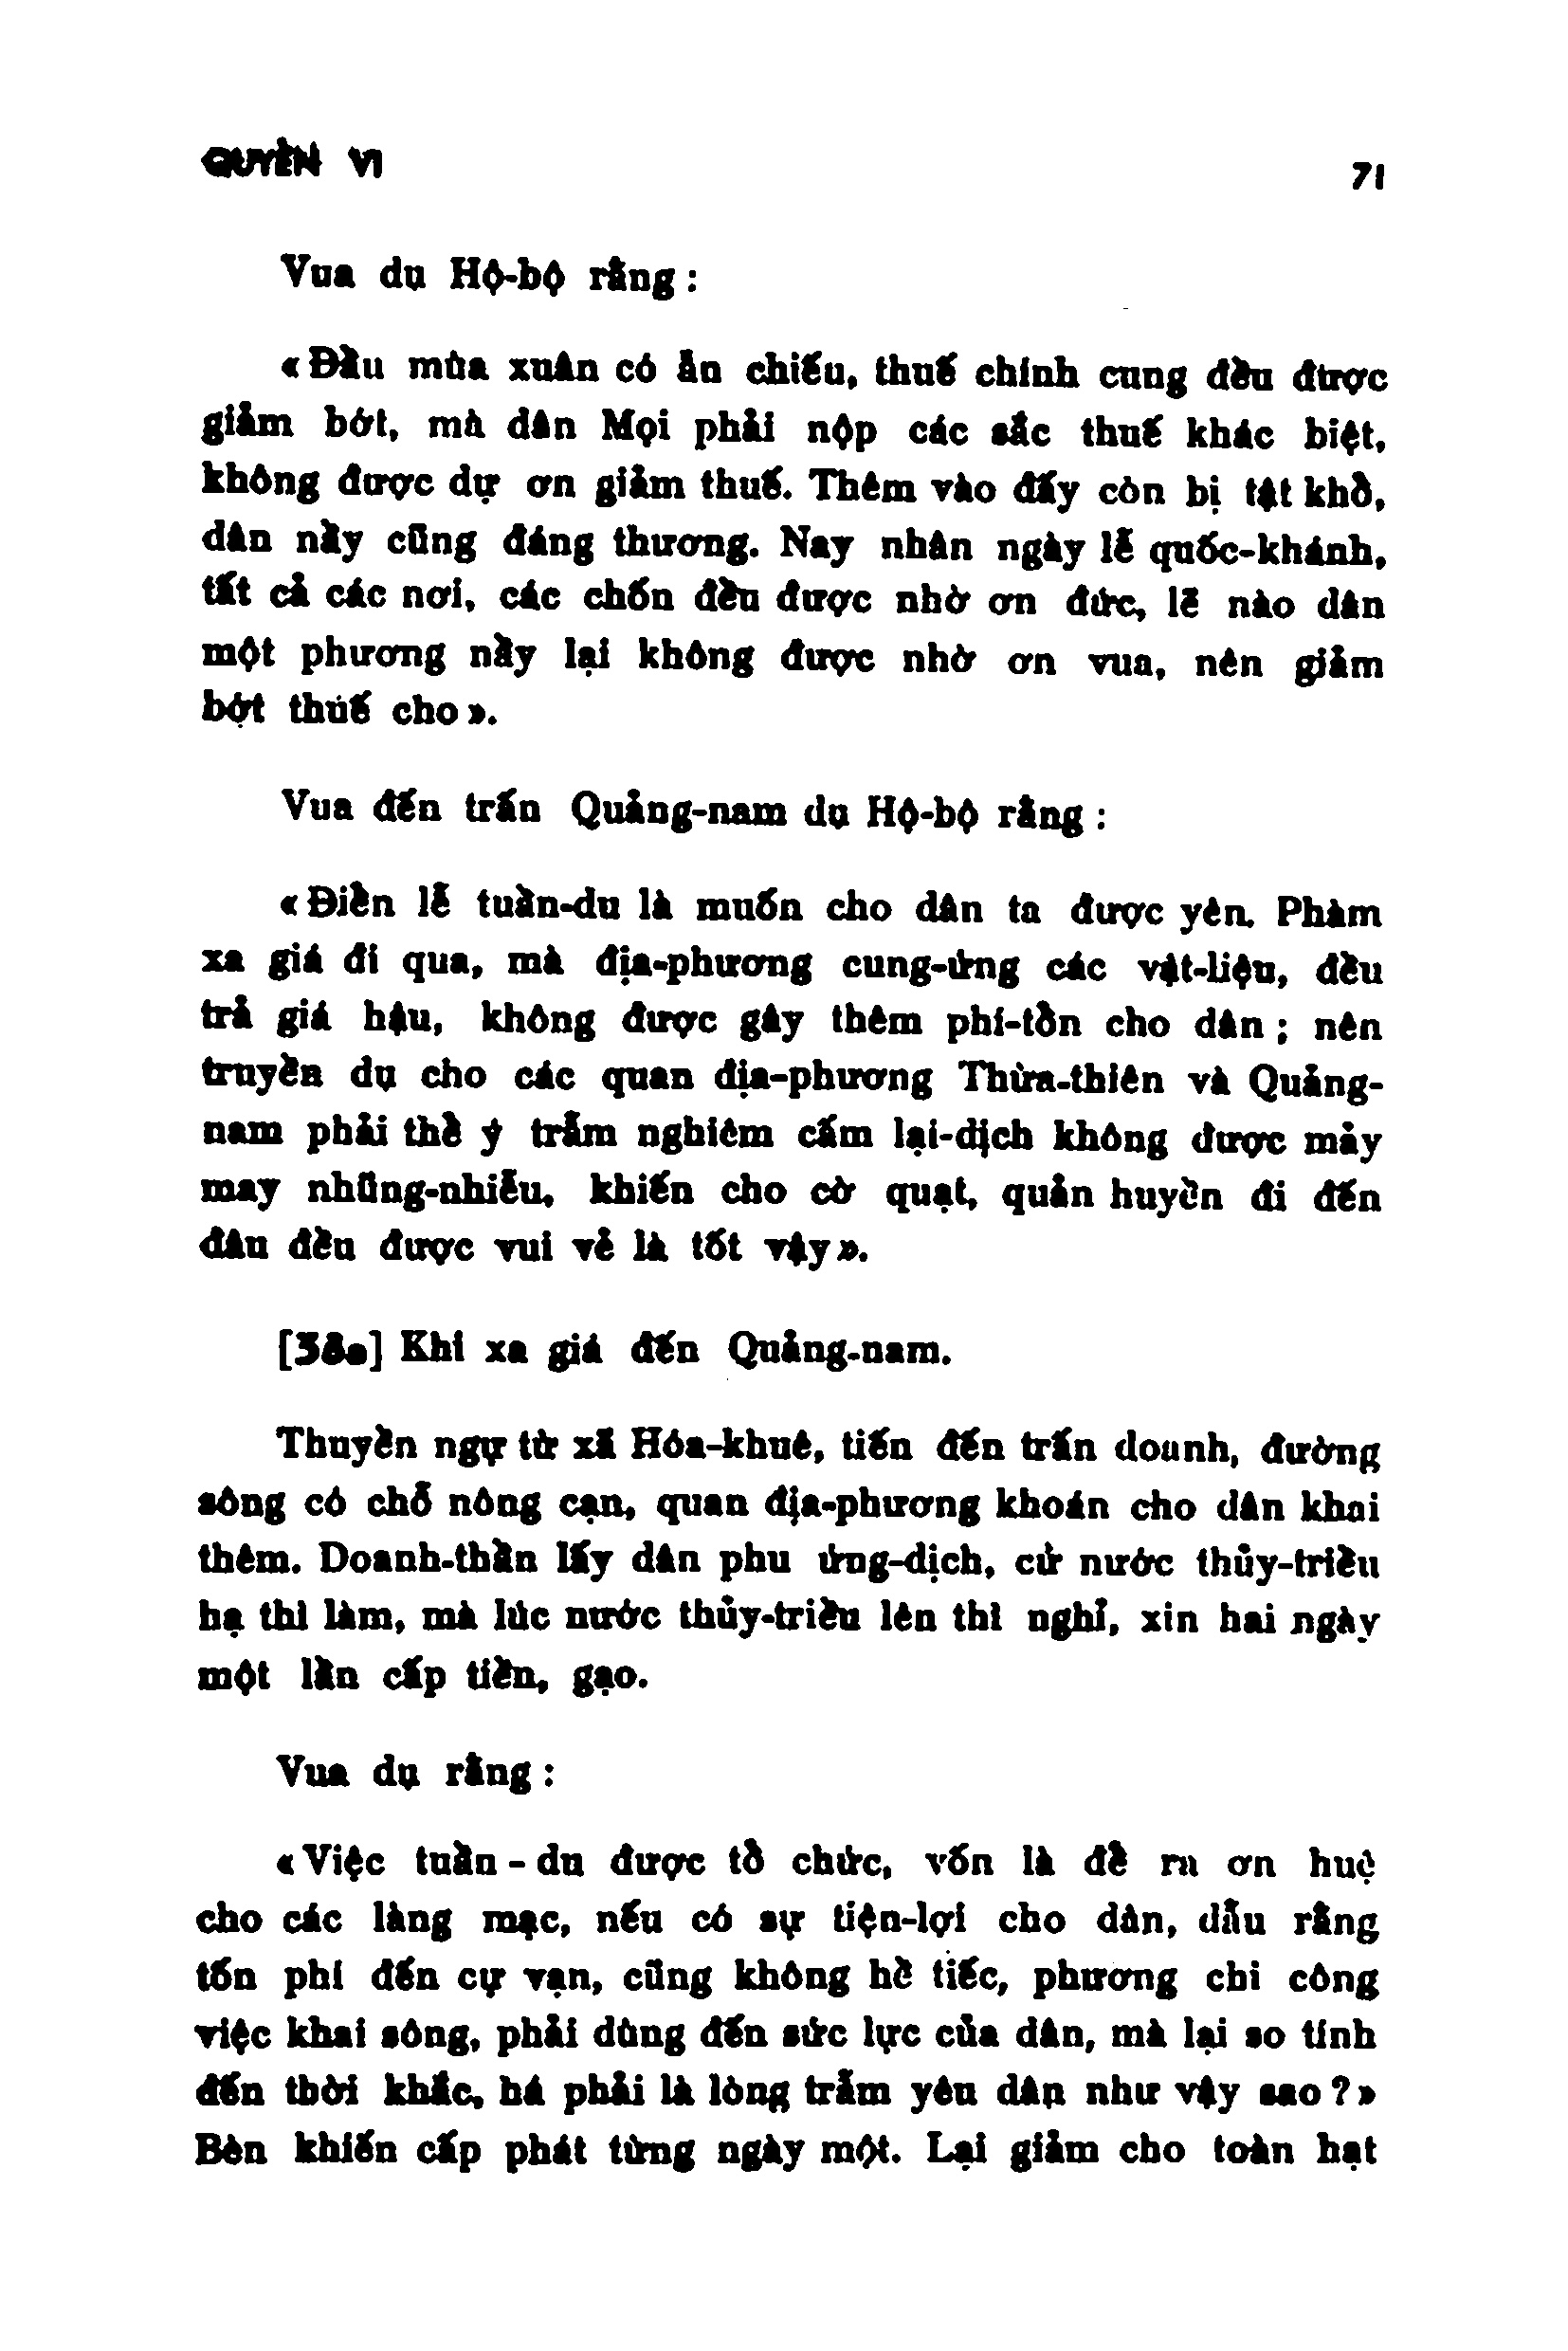 QUYỂN VI
71
Vua dụ Hộ-bộ rằng :
« Đầu mùa xuân có ân chiếu, thuế chính cung đều được
giảm bớt, mà dân Mọi phải nộp các sắc thuế khác biệt,
không được dự ơn giảm thuế. Thêm vào đấy còn bị tật khổ,
dân nầy cũng đáng thương. Nay nhân ngày lễ quốc-khánh,
tất cả các nơi, các chốn đều được nhờ ơn đức, lẽ nào dân
một phương nầy lại không được nhờ ơn vua, nên giảm
bớt thuế cho ».
Vua đến trấn Quảng-nam dụ Hộ-bộ rằng :
« Điển lễ tuần-du là muốn cho dân ta được yên. Phàm
xa giá đi qua, mà địa-phương cung-ứng các vật-liệu, đều
trả giá hậu, không được gây thêm phí-tổn cho dân ; nên
truyền dụ cho các quan địa-phương Thừa-thiên và Quảng-
nam phải thể ý trẫm nghiêm cấm lại-dịch không được mảy
may nhũng-nhiễu, khiến cho cờ quạt, quản huyền đi đến
đâu đều được vui vẻ là tốt vậy ».
[38a] Khi xa giá đến Quảng-nam.
Thuyền ngự từ xã Hóa-khuê, tiến đến trấn doanh, đường
sông có chỗ nông cạn, quan địa-phương khoán cho dân khai
thêm. Doanh-thần lấy dân phu ứng-dịch, cứ nước thủy-triều
hạ thì làm, mà lúc nước thủy-triều lên thì nghỉ, xin hai ngày
một lần cấp tiền, gạo.
Vua dụ rằng :
« Việc tuần - du được tổ chức, vốn là để ra ơn huệ
cho các làng mạc, nếu có sự tiện-lợi cho dân, dẫu rằng
tốn phí đến cự vạn, cũng không hề tiếc, phương chi công
việc khai sông, phải dùng đến sức lực của dân, mà lại so tính
đến thời khắc, há phải là lòng trẫm yêu dân như vậy sao ? »
Bèn khiến cấp phát từng ngày một. Lại giảm cho toàn hạt